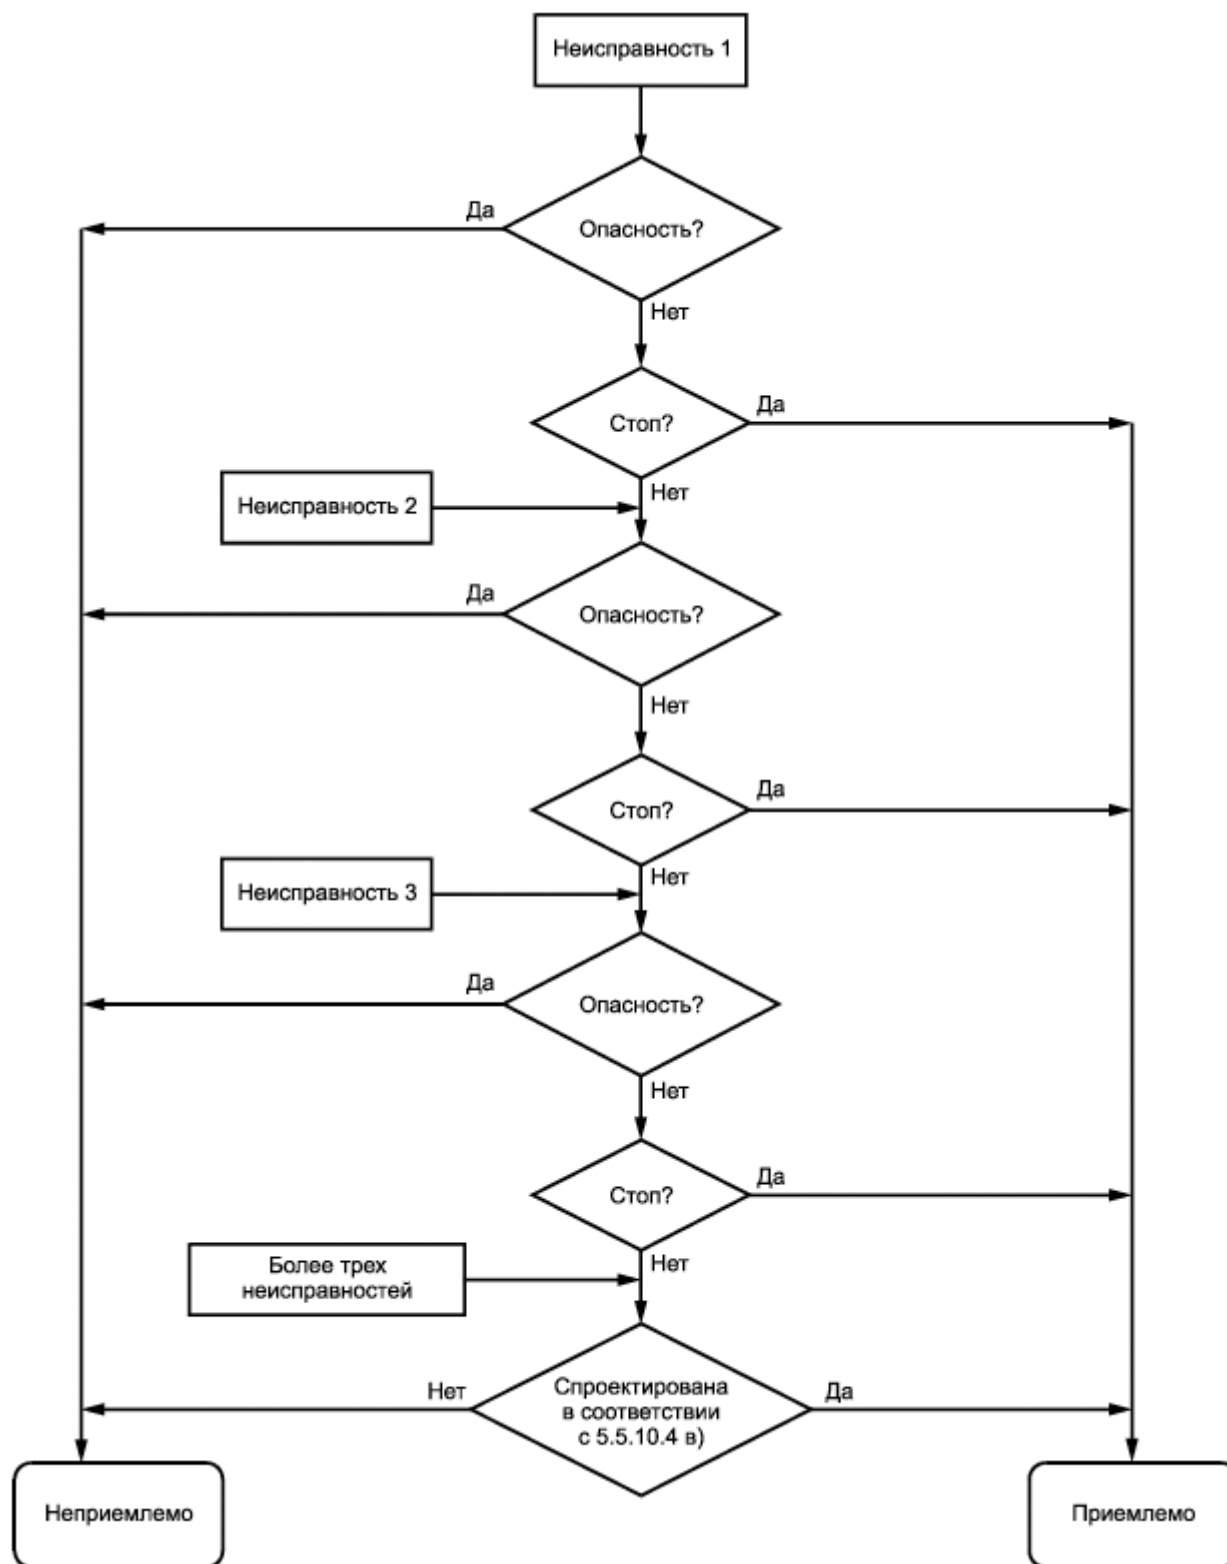 Неисправность 1
Да
Опасность?
Нет
Стоп?
Да
Неисправность 2
Нет
Да
Опасность?
Нет
Стоп?
Да
Неисправность 3
Нет
Да
Опасность?
Нет
Стоп?
Да
Более трех
неисправностей
Нет
Нет
Спроектирована
в соответствии
с 5.5.10.4 в)
Да
Неприемлемо
Приемлемо